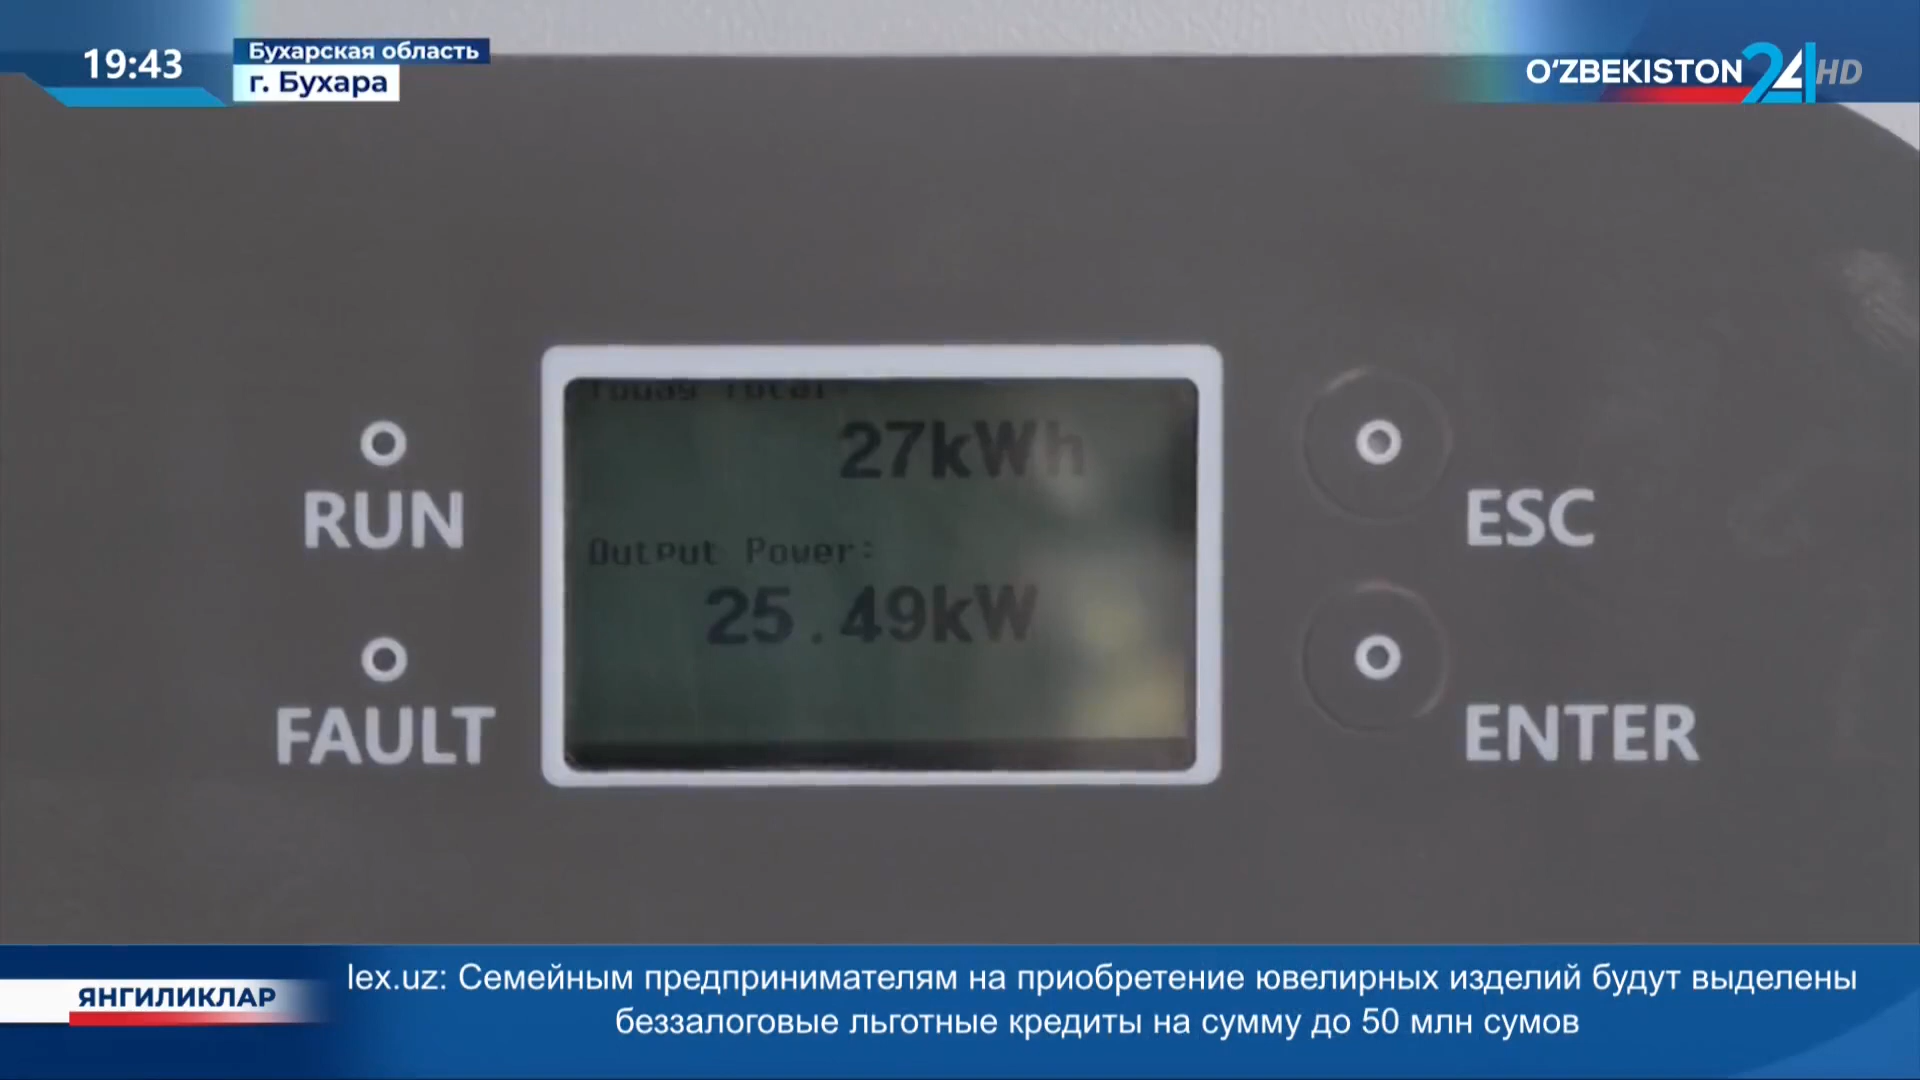 19:43
Бухарская область
г. Бухара
O'ZBEKISTON 24 HD
Today Total:
27kWh
Output Power:
25.49kW
RUN
FAULT
ESC
ENTER
ЯНГИЛИКЛАР
lex.uz: Семейным предпринимателям на приобретение ювелирных изделий будут выделены
беззалоговые льготные кредиты на сумму до 50 млн сумов